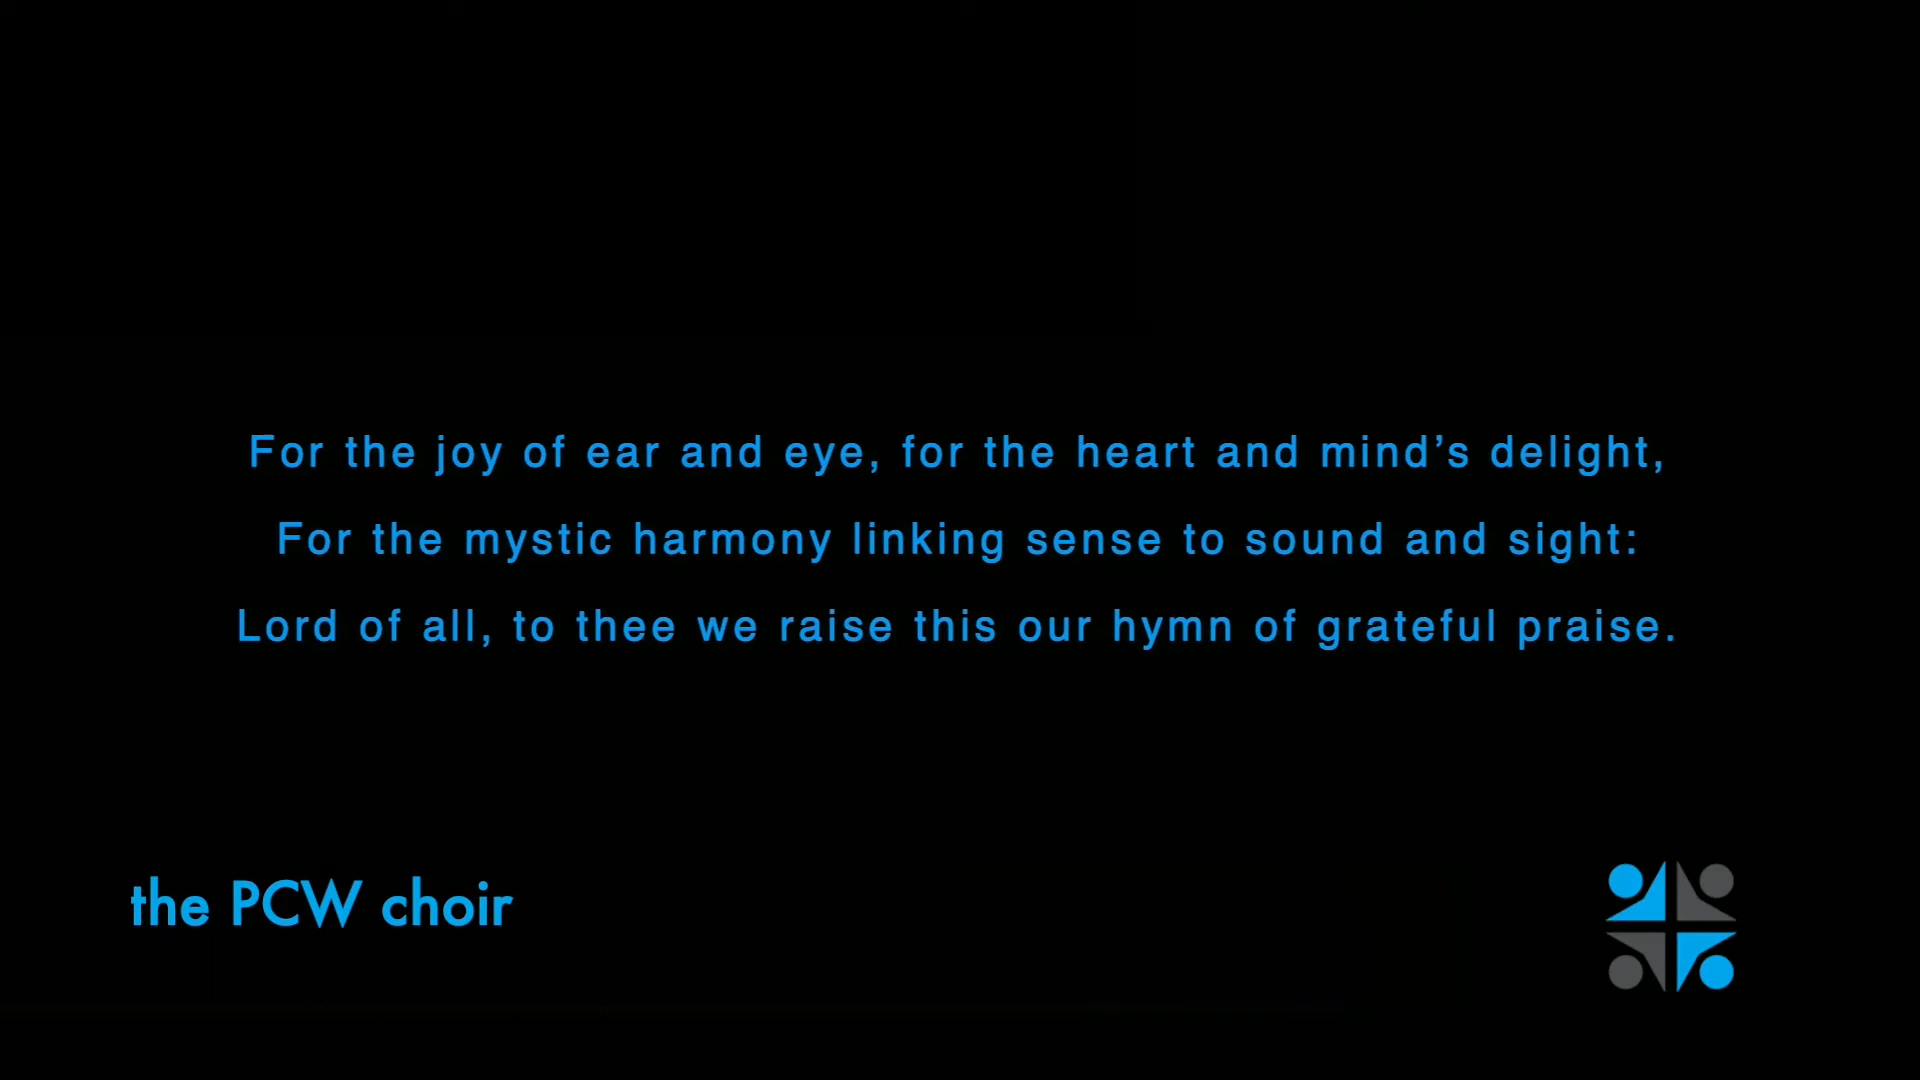 For the joy of ear and eye, for the heart and mind’s delight,
For the mystic harmony linking sense to sound and sight:
Lord of all, to thee we raise this our hymn of grateful praise.
the PCW choir